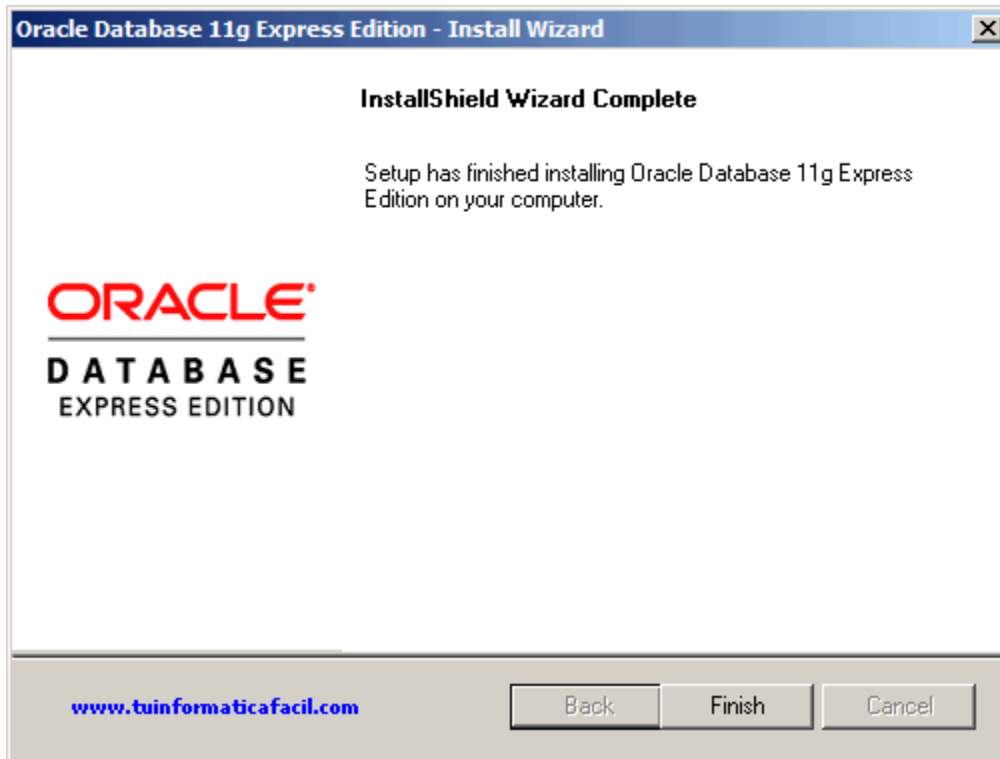 Oracle Database 11g Express Edition - Install Wizard
InstallShield Wizard Complete
Setup has finished installing Oracle Database 11g Express
Edition on your computer.
ORACLE®
DATABASE
EXPRESS EDITION
www.tuinformaticafacil.com
Back
Finish
Cancel